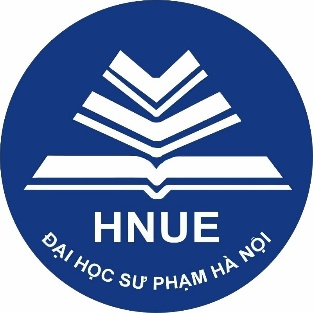 HNUE
ĐẠI HỌC SƯ PHẠM HÀ NỘI